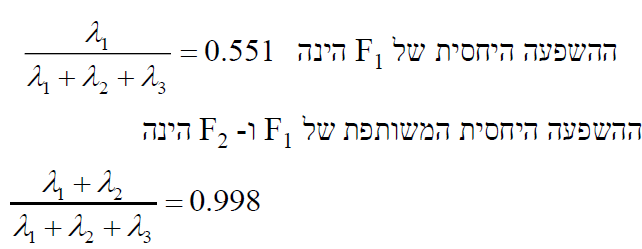 ההשפעה היחסית של F₁ הינה λ₁ / (λ₁ + λ₂ + λ₃) = 0.551
ההשפעה היחסית המשותפת של F₁ ו- F₂ הינה
(λ₁ + λ₂) / (λ₁ + λ₂ + λ₃) = 0.998